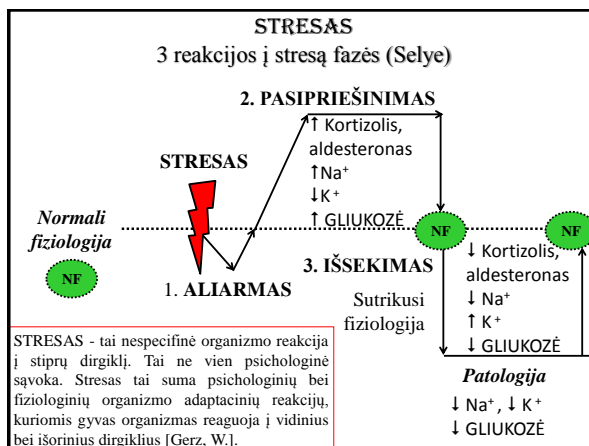 STRESAS
3 reakcijos į stresą fazės (Selye)
2. PASIPRIEŠINIMAS
↑ Kortizolis,
aldesteronas
↑Na⁺
↓K⁺
↑ GLIUKOZĖ
STRESAS
Normali
fiziologija
NF
1. ALIARMAS
NF
NF
3. IŠSEKIMAS
Sutrikusi
fiziologija
↓ Kortizolis,
aldesteronas
↓ Na⁺
↑ K⁺
↓ GLIUKOZĖ
Patologija
↓ Na⁺ , ↓ K⁺
↓ GLIUKOZĖ
STRESAS - tai nespecifinė organizmo reakcija
į stiprų dirgiklį. Tai ne vien psichologinė
sąvoka. Stresas tai suma psichologinių bei
fiziologinių organizmo adaptacinių reakcijų,
kuriomis gyvas organizmas reaguoja į vidinius
bei išorinius dirgiklius [Gerz, W.].